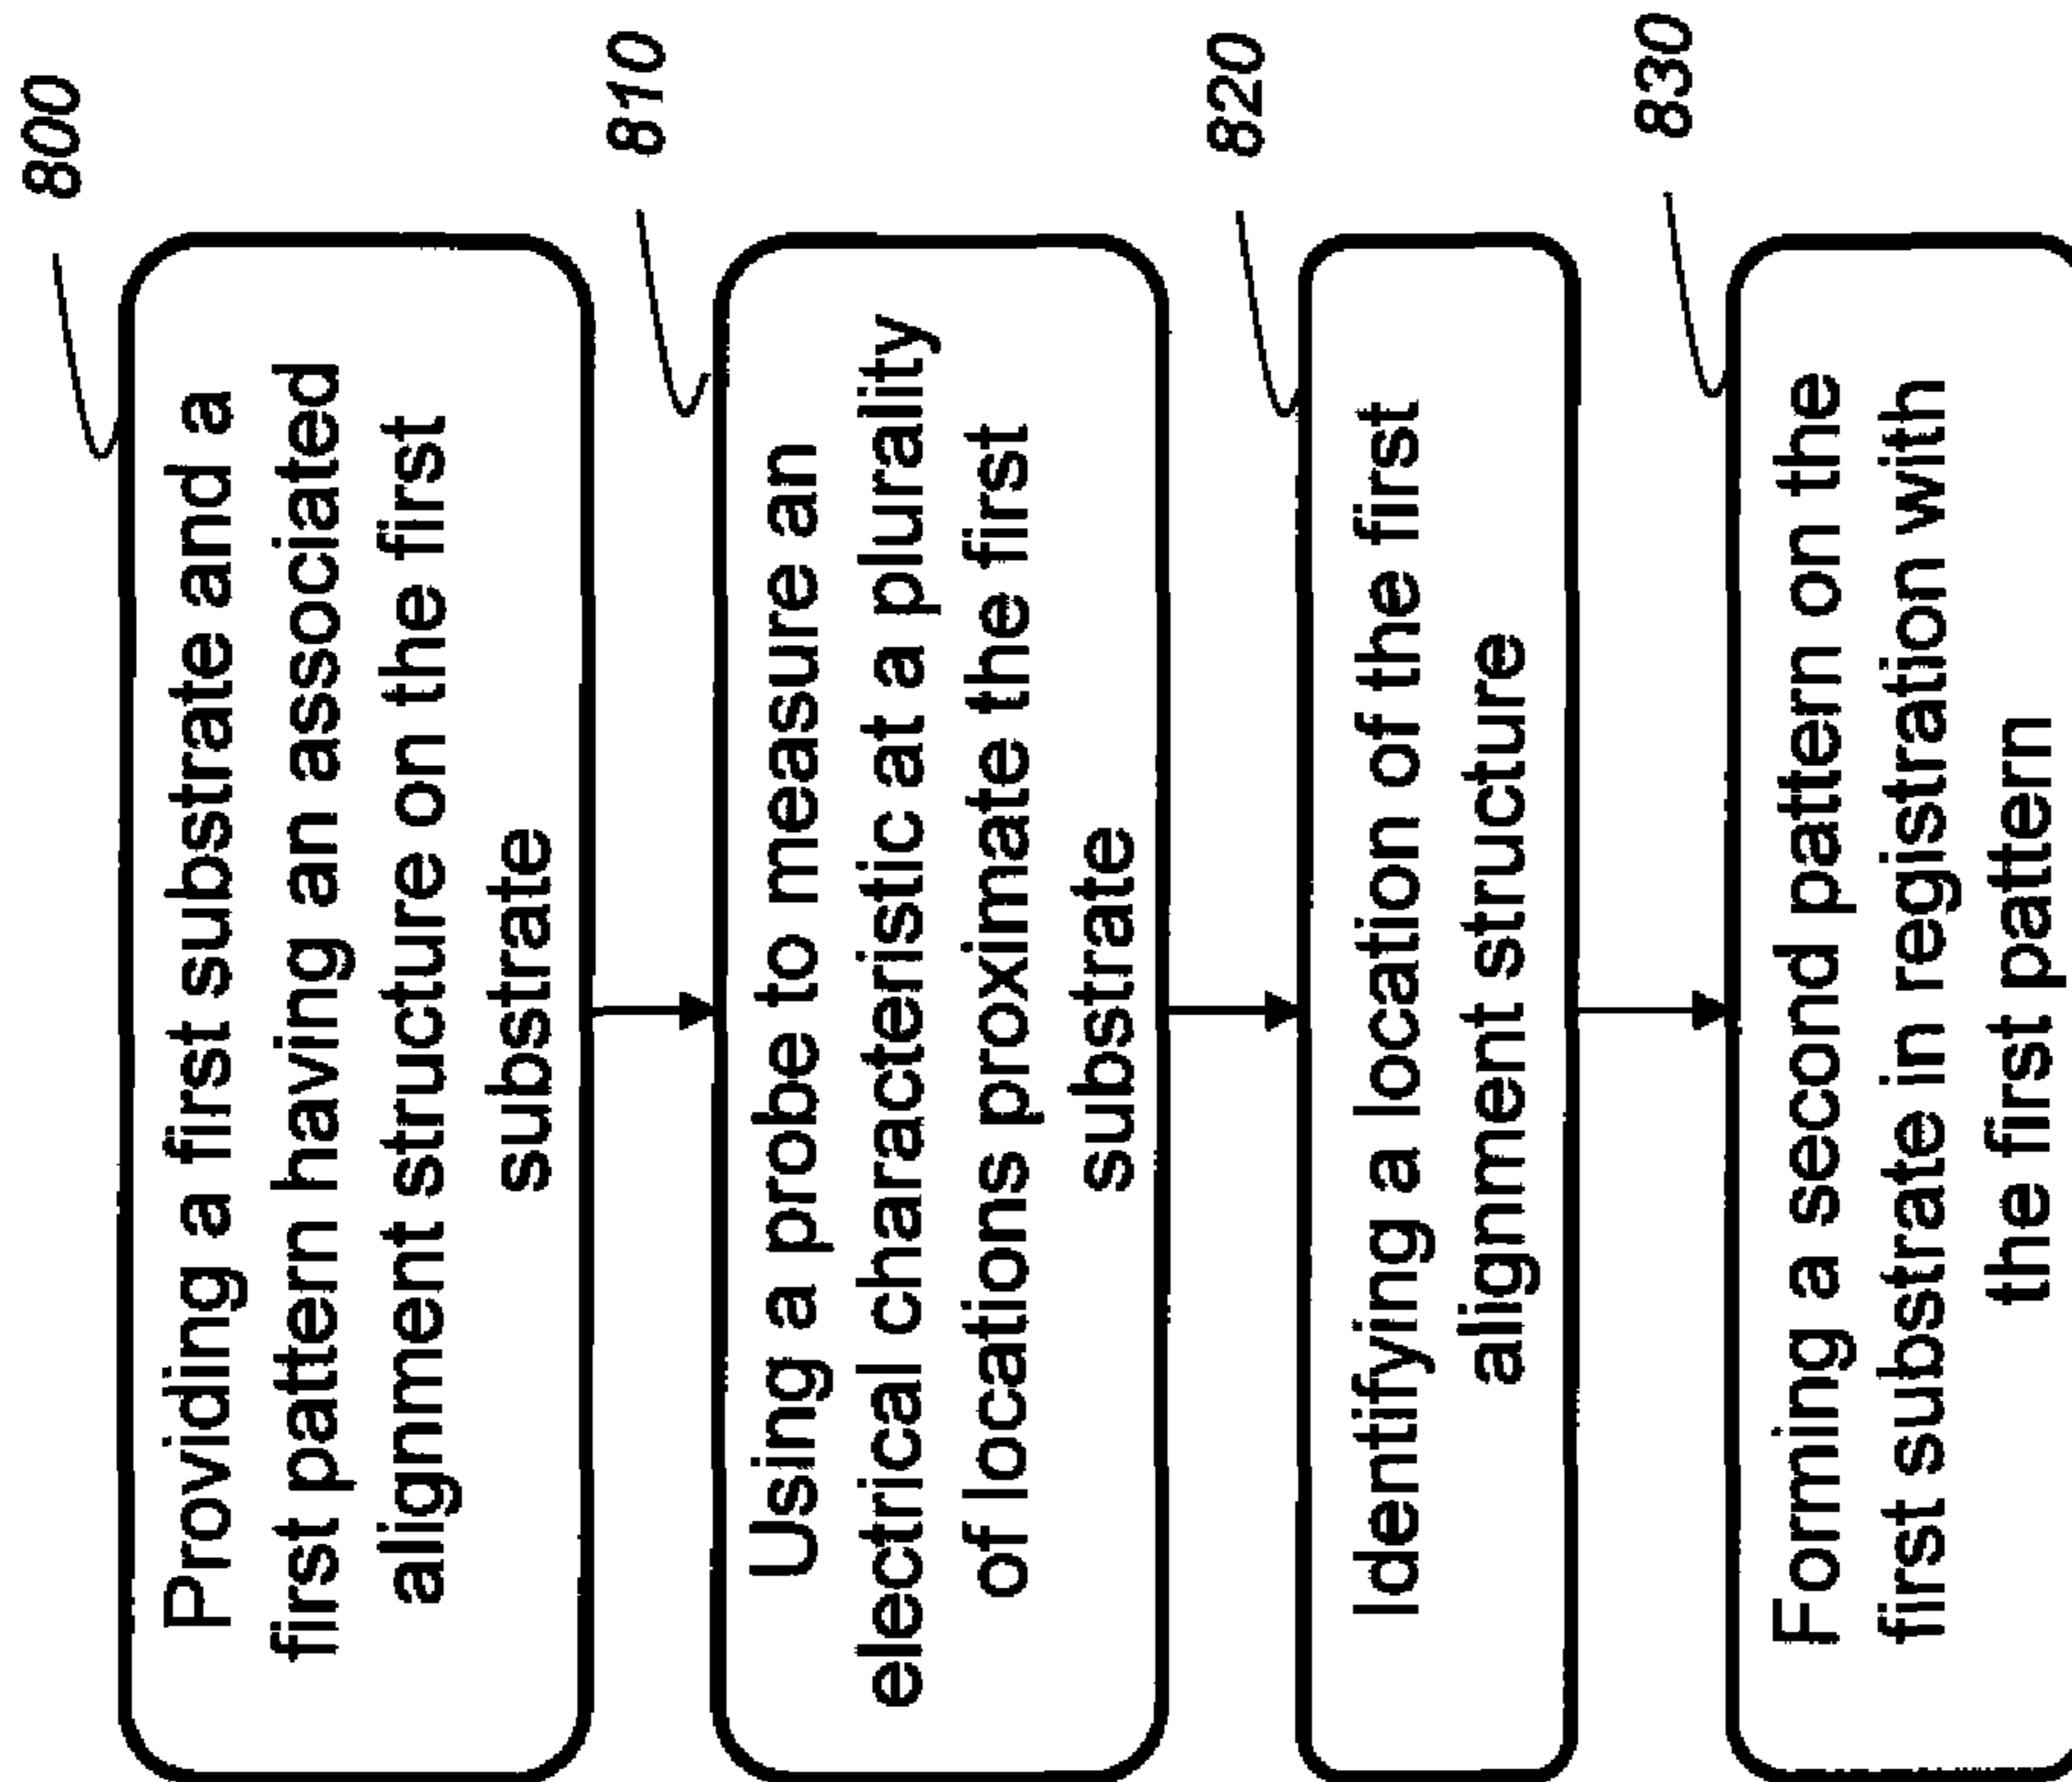 800
Providing a first substrate and a
first pattern having an associated
alignment structure on the first
substrate
810
Using a probe to measure an
electrical characteristic at a plurality
of locations proximate the first
substrate
820
Identifying a location of the first
alignment structure
830
Forming a second pattern on the
first substrate in registration with
the first pattern